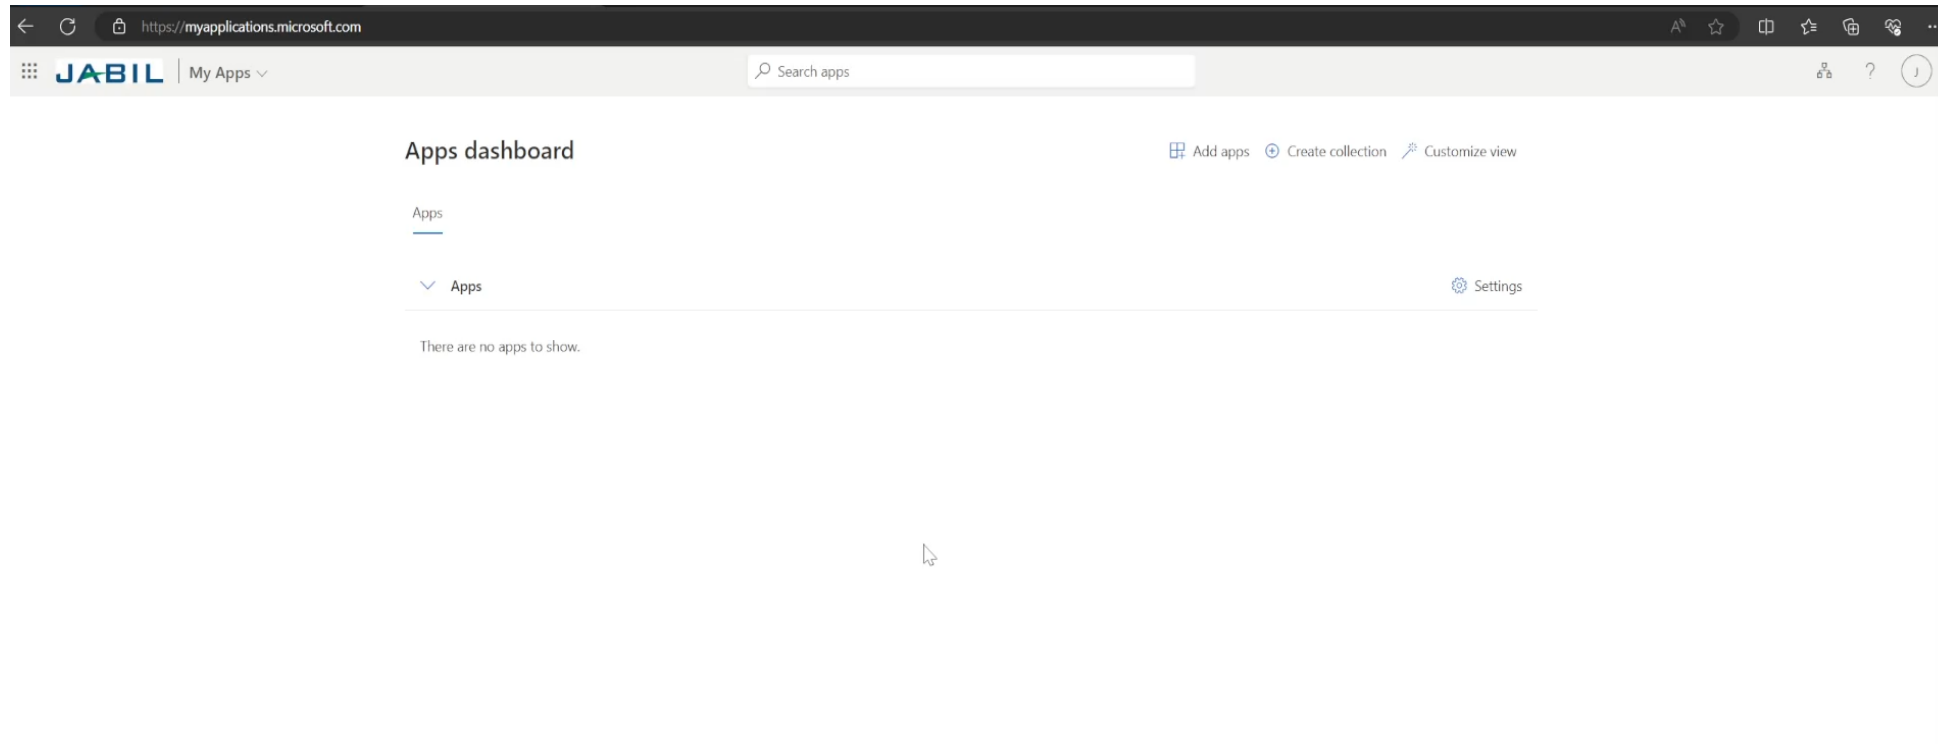 https://myapplications.microsoft.com
JABIL My Apps Search apps ? J
Apps dashboard Add apps Create collection Customize view
Apps
Apps Settings
There are no apps to show.